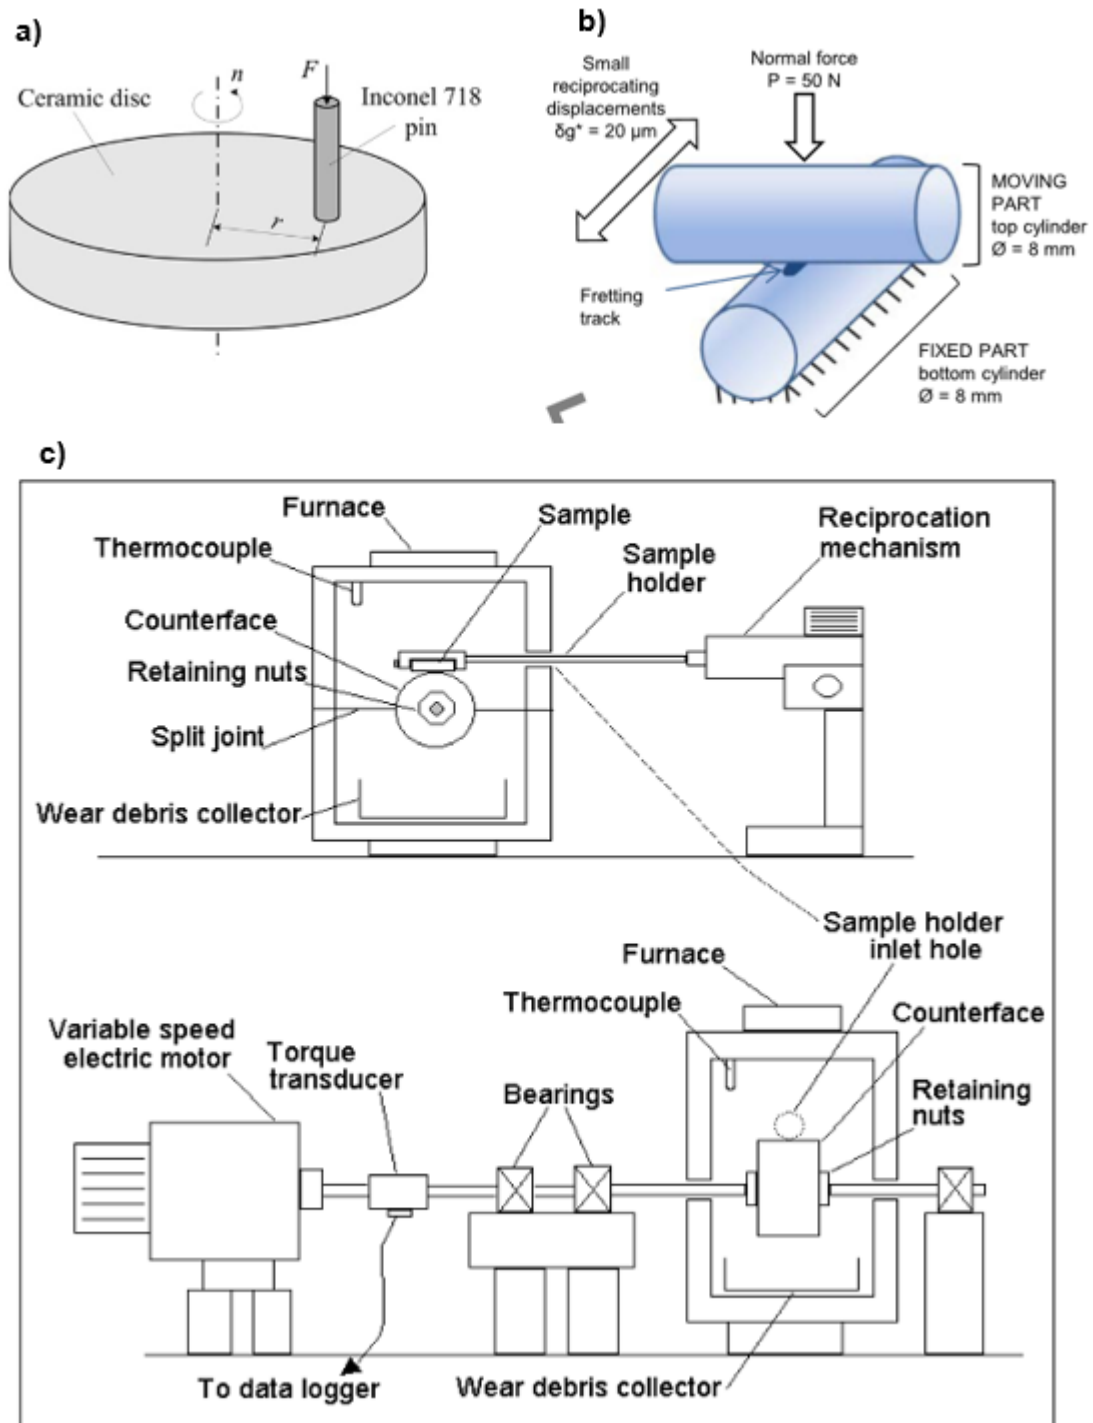 a)
Ceramic disc
n
F
Inconel 718
pin
r
b)
Small
reciprocating
displacements
δg* = 20 µm
Normal force
P = 50 N
MOVING
PART
top cylinder
Ø = 8 mm
Fretting
track
FIXED PART
bottom cylinder
Ø = 8 mm
c)
Furnace
Sample
Thermocouple
Sample
holder
Reciprocation
mechanism
Counterface
Retaining nuts
Split joint
Wear debris collector
Sample holder
inlet hole
Furnace
Thermocouple
Counterface
Variable speed
electric motor
Torque
transducer
Bearings
Retaining
nuts
To data logger
Wear debris collector